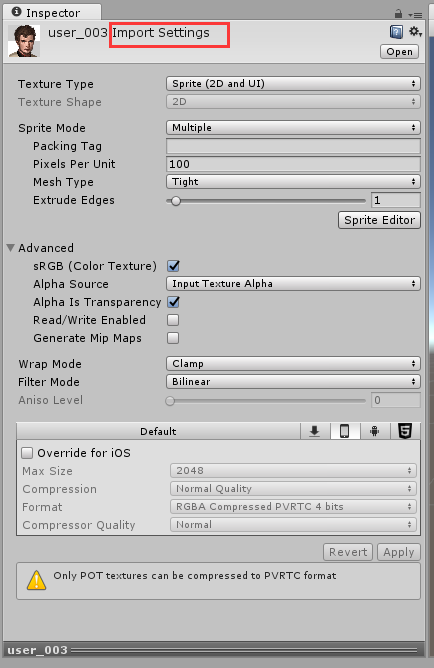 Inspector
user_003 Import Settings
Open
Texture Type Sprite (2D and UI)
Texture Shape 2D
Sprite Mode Multiple
Packing Tag
Pixels Per Unit 100
Mesh Type Tight
Extrude Edges 1
Sprite Editor
Advanced
sRGB (Color Texture)
Alpha Source Input Texture Alpha
Alpha Is Transparency
Read/Write Enabled
Generate Mip Maps
Wrap Mode Clamp
Filter Mode Bilinear
Aniso Level 0
Default
Override for iOS
Max Size 2048
Compression Normal Quality
Format RGBA Compressed PVRTC 4 bits
Compressor Quality Normal
Revert Apply
Only POT textures can be compressed to PVRTC format
user_003